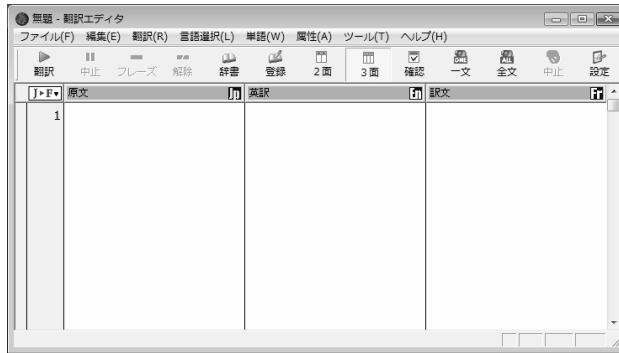 無題 - 翻訳エディタ
ファイル(F) 編集(E) 翻訳(R) 言語選択(L) 単語(W) 属性(A) ツール(T) ヘルプ(H)
翻訳 中止 フレーズ 解除 辞書 登録 2面 3面 確認 一文 全文 中止 設定
J▸F▾ 原文 英訳 訳文
1